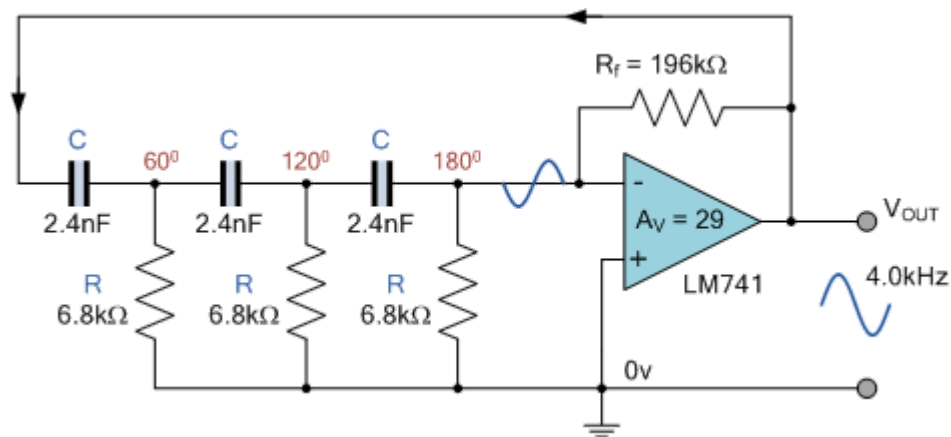 Rf = 196kΩ
C
C
C
60⁰
120⁰
180⁰
2.4nF
2.4nF
2.4nF
-
AV = 29
+
VOUT
R
R
R
6.8kΩ
6.8kΩ
6.8kΩ
LM741
4.0kHz
0v